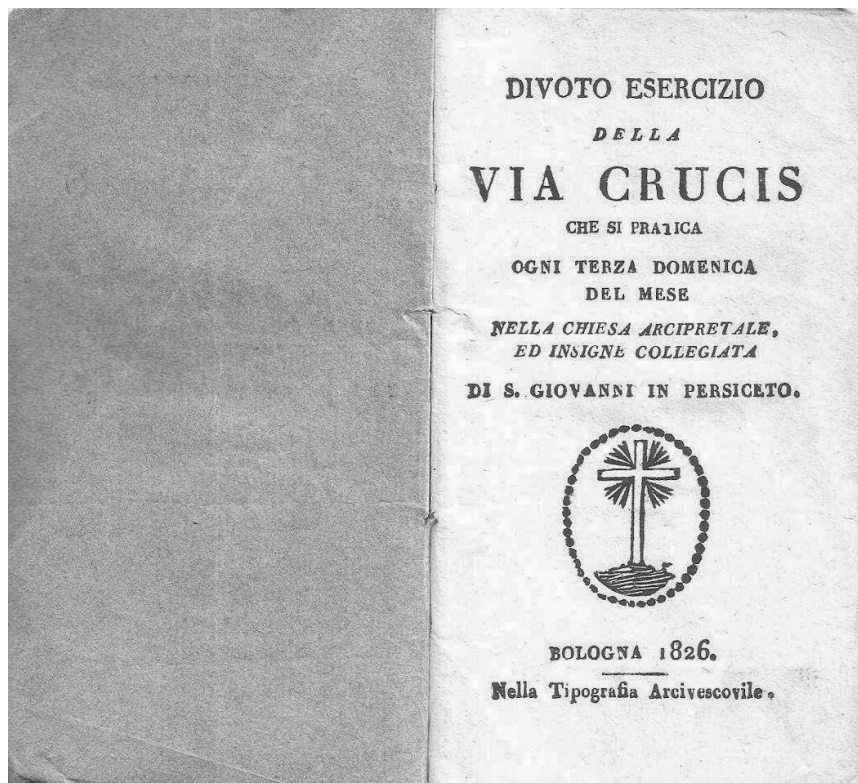 DIVOTO ESERCIZIO
DELLA
VIA CRUCIS
CHE SI PRATICA
OGNI TERZA DOMENICA
DEL MESE
NELLA CHIESA ARCIPRETALE,
ED INSIGNE COLLEGIATA
DI S. GIOVANNI IN PERSICETO.
BOLOGNA 1826.
Nella Tipografia Arcivescovile.